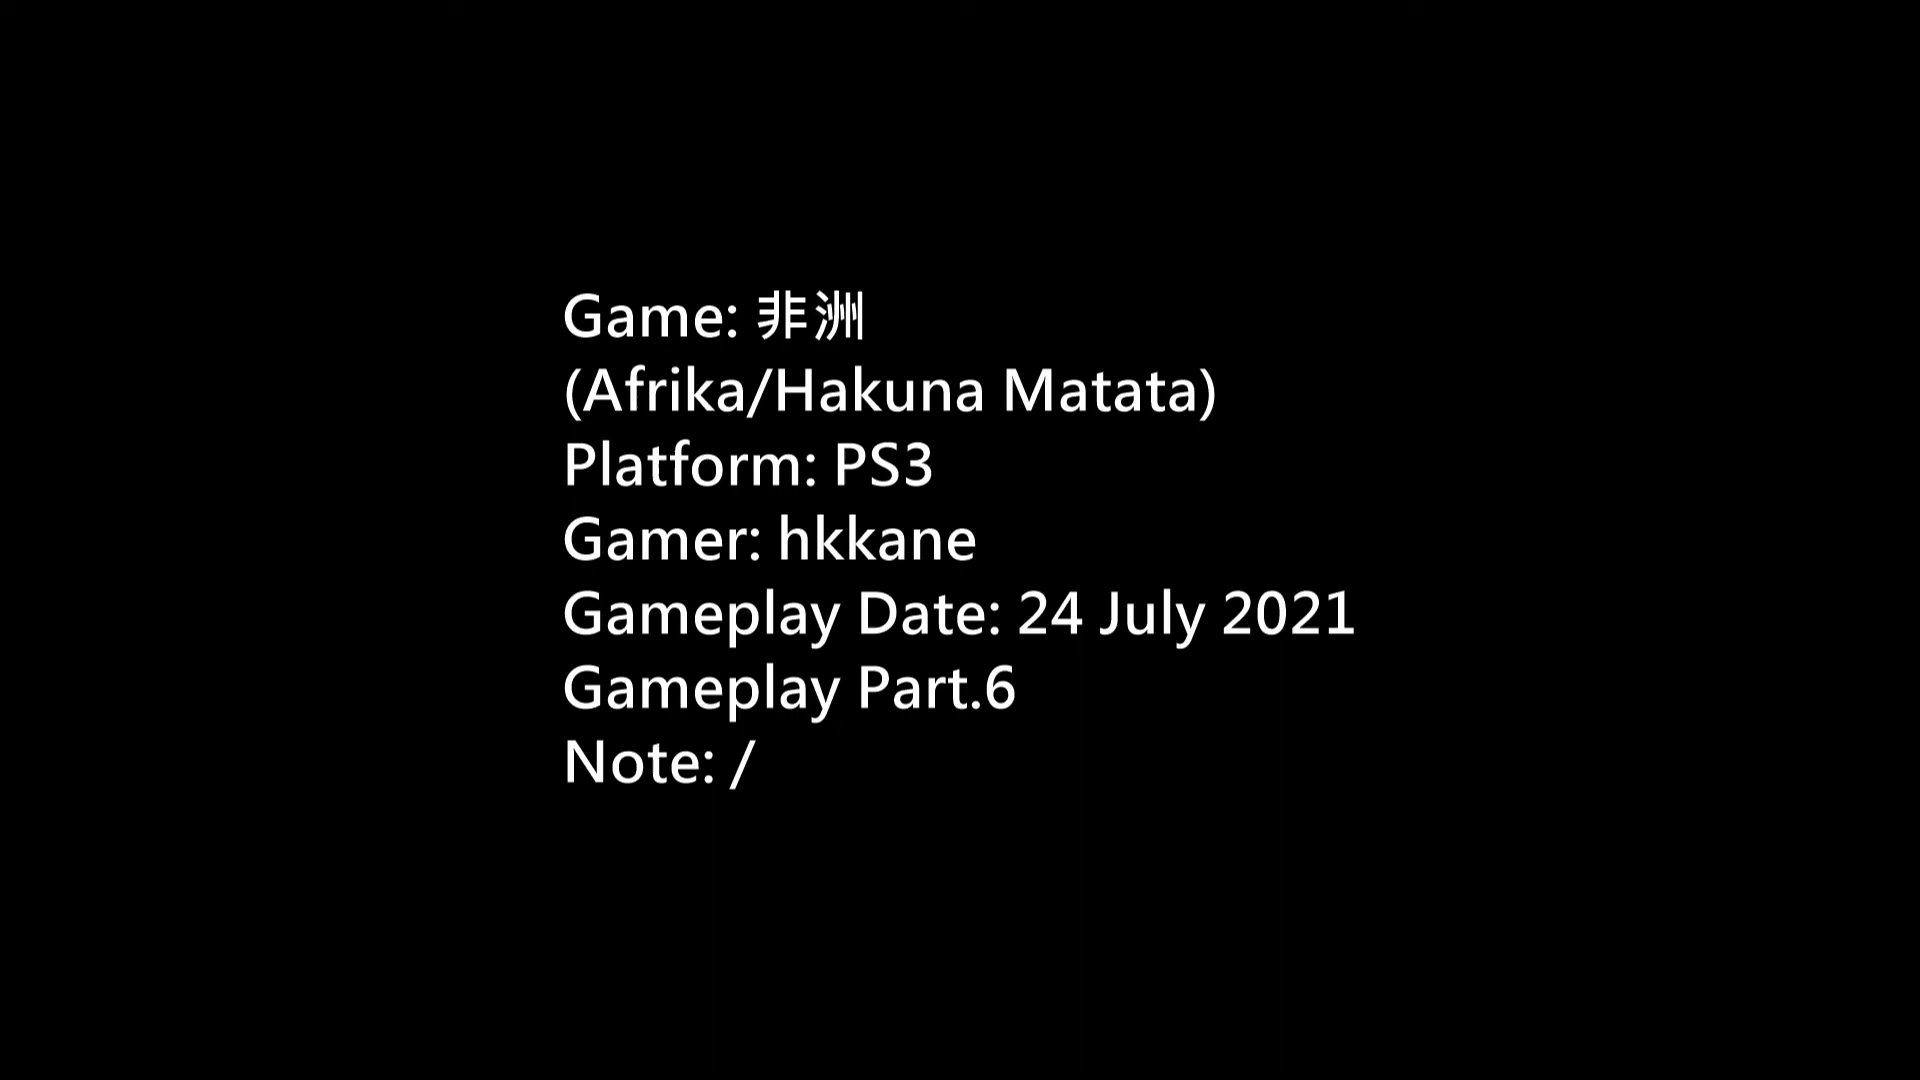 Game: 非洲
(Afrika/Hakuna Matata)
Platform: PS3
Gamer: hkkane
Gameplay Date: 24 July 2021
Gameplay Part.6
Note: /